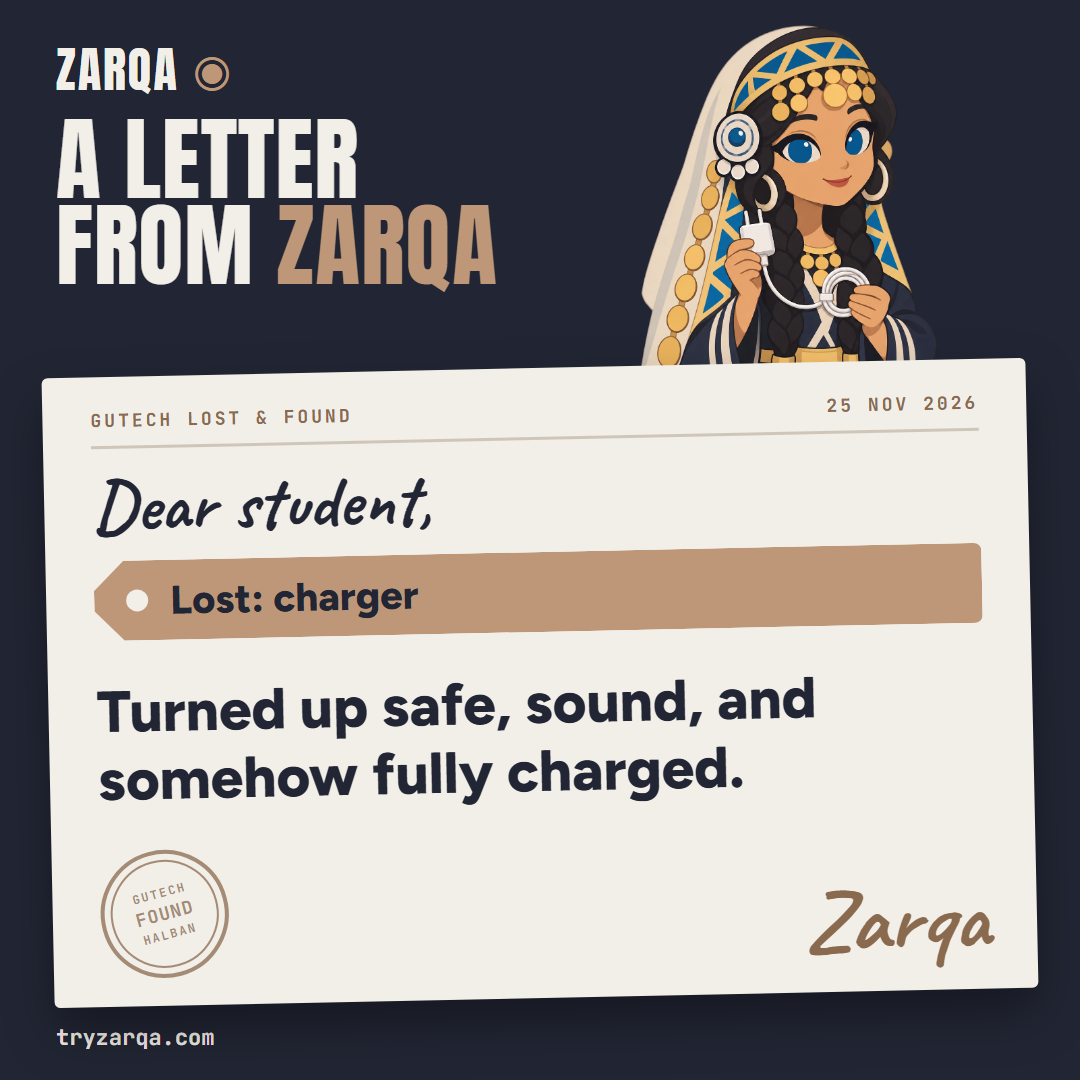 ZARQA
A LETTER
FROM ZARQA
GUTECH LOST & FOUND
25 NOV 2026
Dear student,
Lost: charger
Turned up safe, sound, and
somehow fully charged.
GUTECH
FOUND
HALBAN
Zarqa
tryzarqa.com